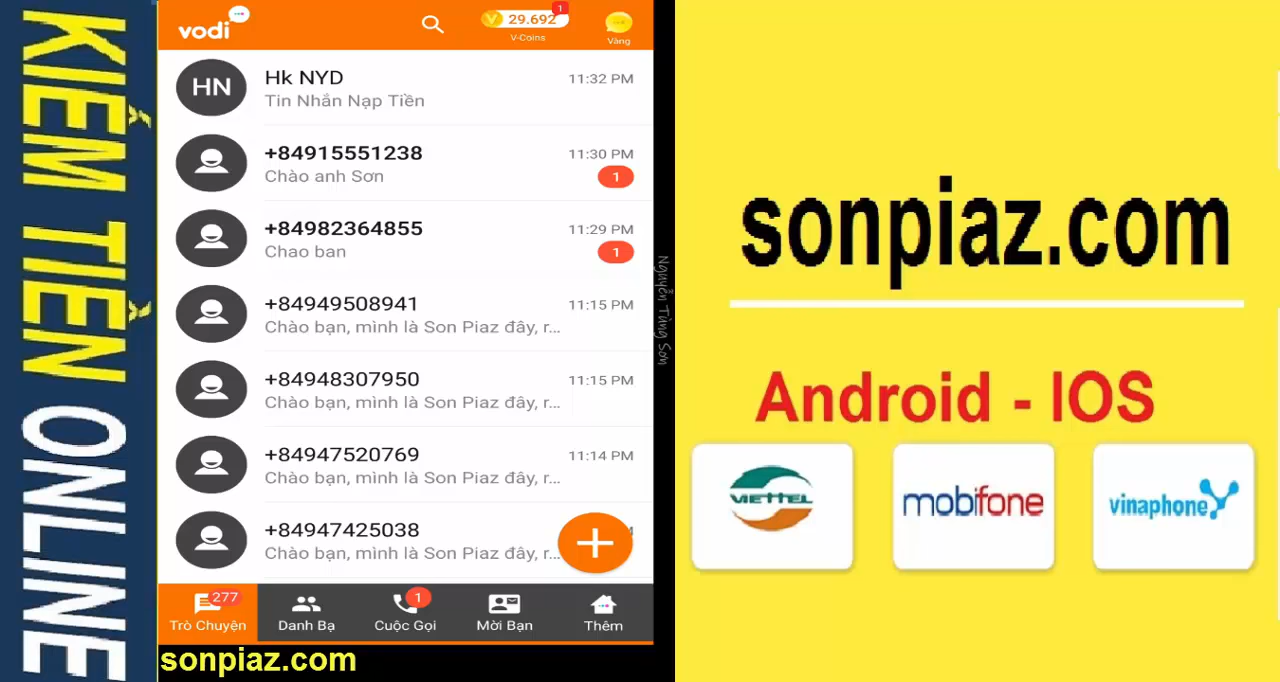 KIẾM TIỀN ONLINE
vodi
29.692
1
V-Coins
Vàng
HN
Hk NYD
11:32 PM
Tin Nhắn Nạp Tiền
+84915551238
11:30 PM
Chào anh Sơn
1
+84982364855
11:29 PM
Chao ban
1
+84949508941
11:15 PM
Chào bạn, mình là Son Piaz đây, r...
+84948307950
11:15 PM
Chào bạn, mình là Son Piaz đây, r...
+84947520769
11:14 PM
Chào bạn, mình là Son Piaz đây, r...
+84947425038
Chào bạn, mình là Son Piaz đây, r...
277
Trò Chuyện
Danh Bạ
1
Cuộc Gọi
Mời Bạn
Thêm
sonpiaz.com
Nguyễn Tùng Sơn
sonpiaz.com
Android - IOS
VIETTEL
mobifone
vinaphone